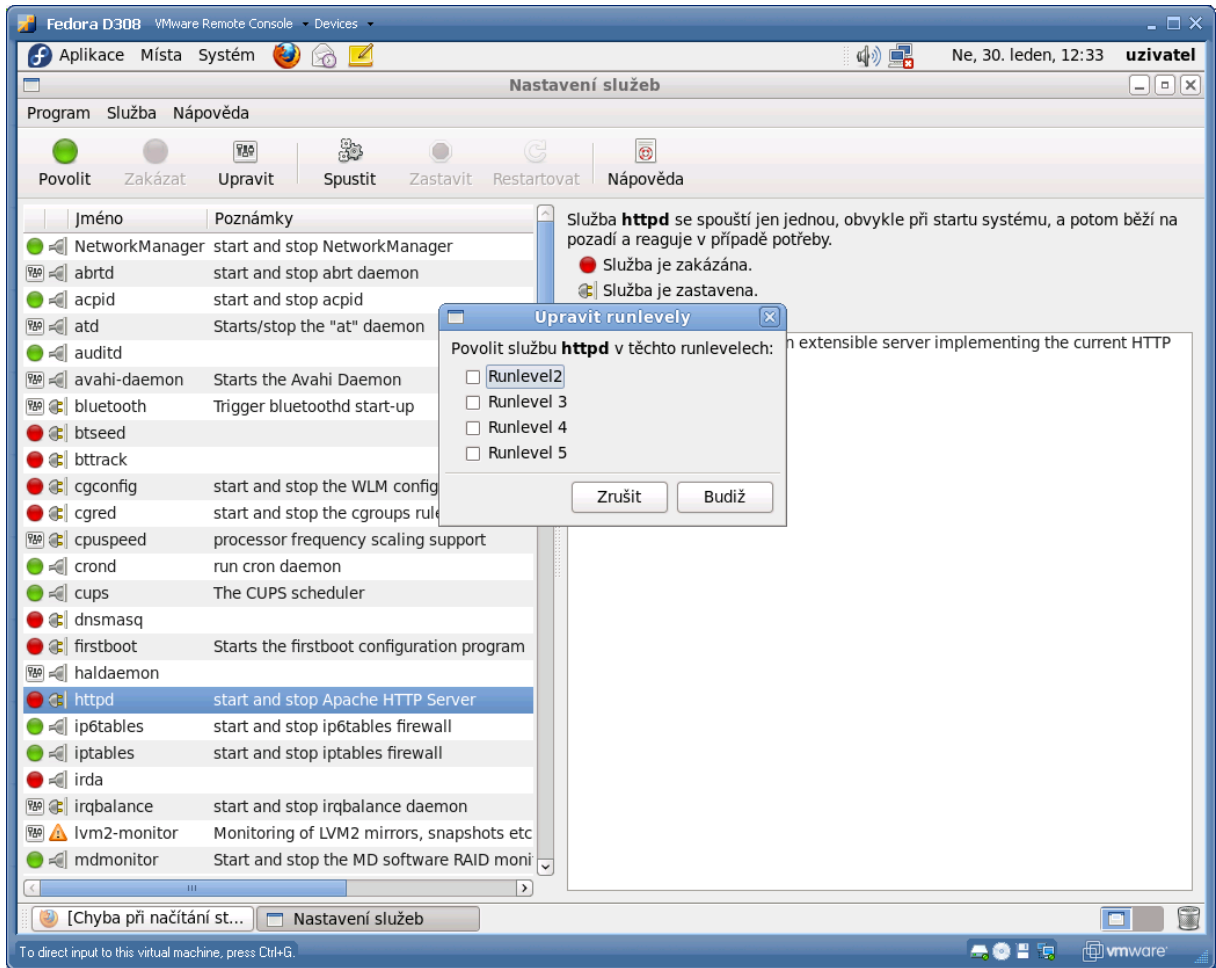 Fedora D308 VMware Remote Console Devices
Aplikace Místa Systém Ne, 30. leden, 12:33 uzivatel
Nastavení služeb
Program Služba Nápověda
Povolit Zakázat Upravit Spustit Zastavit Restartovat Nápověda
Jméno Poznámky
NetworkManager start and stop NetworkManager
abrtd start and stop abrt daemon
acpid start and stop acpid
atd Starts/stop the "at" daemon
auditd
avahi-daemon Starts the Avahi Daemon
bluetooth Trigger bluetoothd start-up
btseed
bttrack
cgconfig start and stop the WLM config
cgred start and stop the cgroups rule
cpuspeed processor frequency scaling support
crond run cron daemon
cups The CUPS scheduler
dnsmasq
firstboot Starts the firstboot configuration program
haldaemon
httpd start and stop Apache HTTP Server
ip6tables start and stop ip6tables firewall
iptables start and stop iptables firewall
irda
irqbalance start and stop irqbalance daemon
lvm2-monitor Monitoring of LVM2 mirrors, snapshots etc
mdmonitor Start and stop the MD software RAID moni
Služba httpd se spouští jen jednou, obvykle při startu systému, a potom běží na
pozadí a reaguje v případě potřeby.
Služba je zakázána.
Služba je zastavena.
extensible server implementing the current HTTP
Upravit runlevely
Povolit službu httpd v těchto runlevelech:
Runlevel2
Runlevel 3
Runlevel 4
Runlevel 5
Zrušit Budiž
[Chyba při načítání st... Nastavení služeb
To direct input to this virtual machine, press Ctrl+G.
vmware